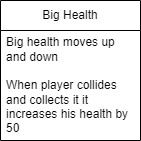 Big Health
Big health moves up
and down
When player collides
and collects it it
increases his health by
50